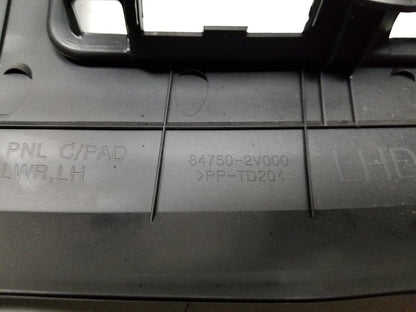 PNL C/PAD
LWR,LH
84750-2V000
>PP-TD20<
LHD